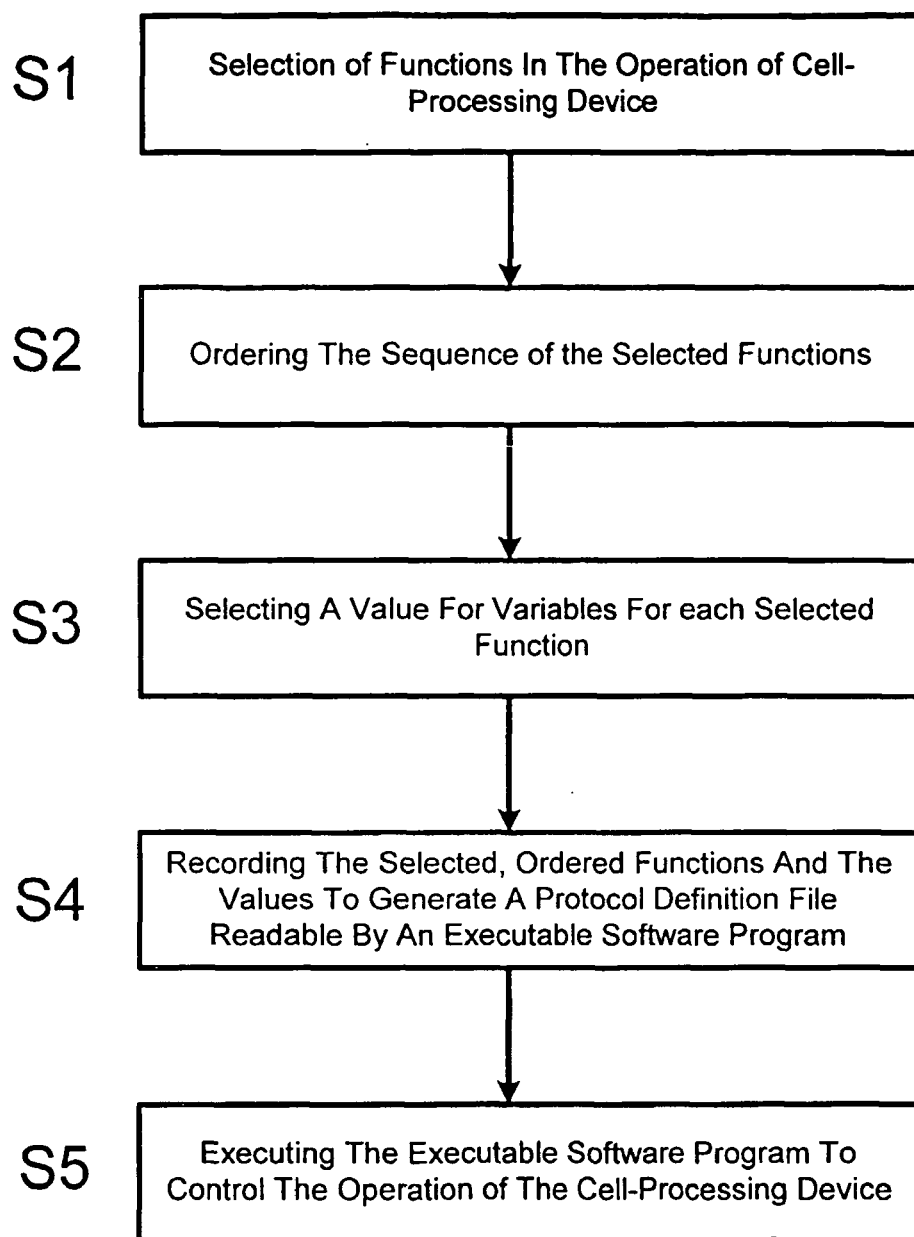 S1
Selection of Functions In The Operation of Cell-
Processing Device
S2
Ordering The Sequence of the Selected Functions
S3
Selecting A Value For Variables For each Selected
Function
S4
Recording The Selected, Ordered Functions And The
Values To Generate A Protocol Definition File
Readable By An Executable Software Program
S5
Executing The Executable Software Program To
Control The Operation of The Cell-Processing Device